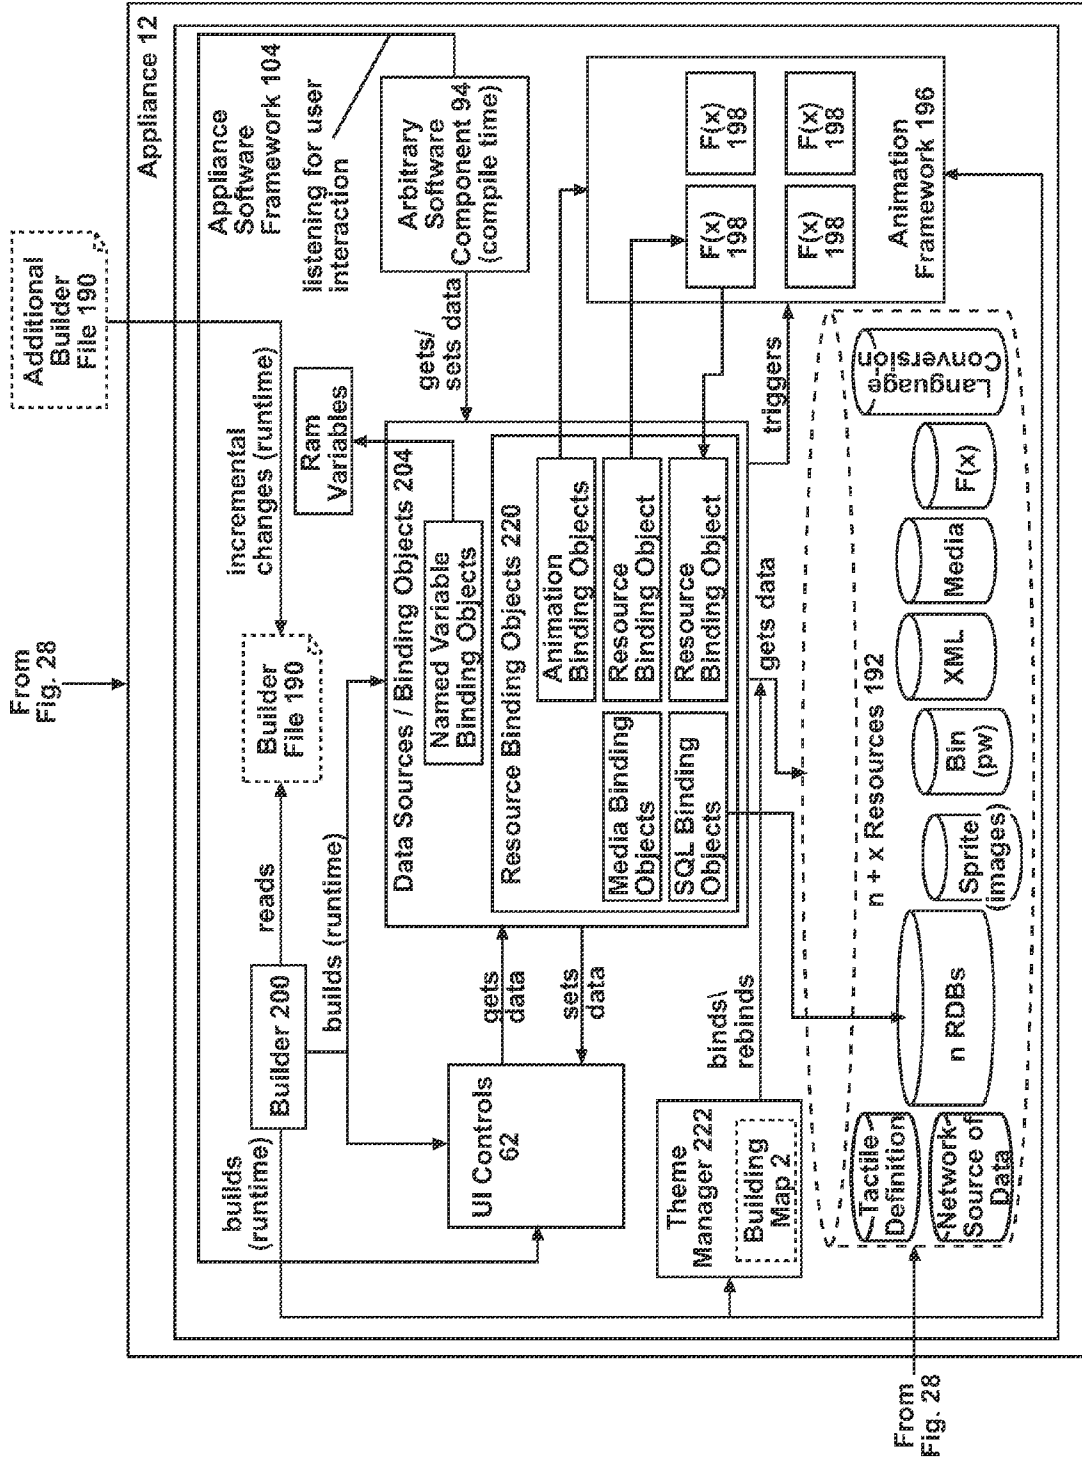 From
Fig. 28
Additional
Builder
File 190
Appliance 12
Appliance
Software
Framework 104
listening for user
interaction
incremental
changes (runtime)
Builder
File 190
reads
Builder 200
builds
(runtime)
builds (runtime)
Ram
Variables
Arbitrary
Software
Component 94
(compile time)
gets/
sets data
Data Sources / Binding Objects 204
Named Variable
Binding Objects
Resource Binding Objects 220
Animation
Binding Objects
Media Binding
Objects
Resource
Binding Object
SQL Binding
Objects
Resource
Binding Object
gets
data
sets
data
UI Controls
62
F(x)
198
F(x)
198
F(x)
198
F(x)
198
Animation
Framework 196
triggers
gets data
binds\
rebinds
Theme
Manager 222
Building
Map 2
n + x Resources 192
Tactile
Definition
Network
Source of
Data
n RDBs
Sprite
(images)
Bin
(pw)
XML
Media
F(x)
Language
Conversion
From
Fig. 28